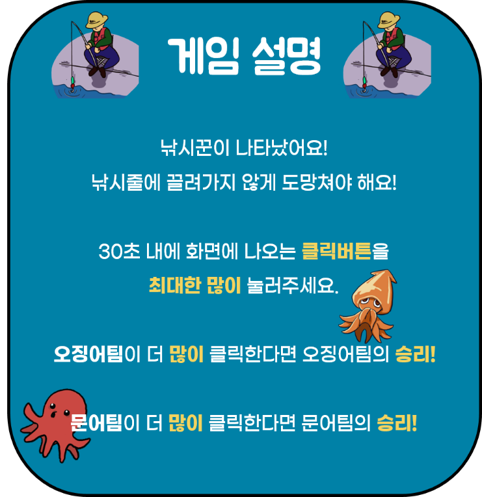 게임 설명
낚시꾼이 나타났어요!
낚시줄에 끌려가지 않게 도망쳐야 해요!
30초 내에 화면에 나오는 클릭버튼을
최대한 많이 눌러주세요.
오징어팀이 더 많이 클릭한다면 오징어팀의 승리!
문어팀이 더 많이 클릭한다면 문어팀의 승리!